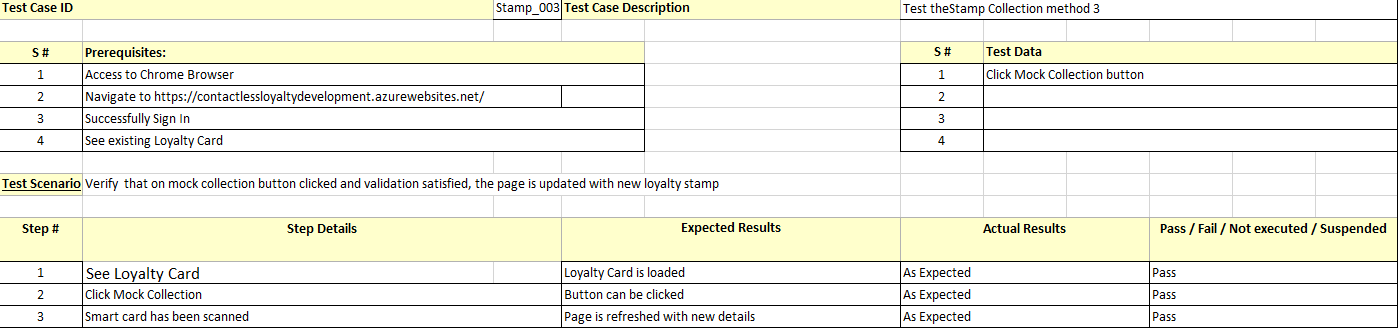 Test Case ID Stamp_003 Test Case Description Test theStamp Collection method 3
S # Prerequisites: S # Test Data
1 Access to Chrome Browser 1 Click Mock Collection button
2 Navigate to https://contactlessloyaltydevelopment.azurewebsites.net/ 2
3 Successfully Sign In 3
4 See existing Loyalty Card 4
Test Scenario Verify that on mock collection button clicked and validation satisfied, the page is updated with new loyalty stamp
Step # Step Details Expected Results Actual Results Pass / Fail / Not executed / Suspended
1 See Loyalty Card Loyalty Card is loaded As Expected Pass
2 Click Mock Collection Button can be clicked As Expected Pass
3 Smart card has been scanned Page is refreshed with new details As Expected Pass